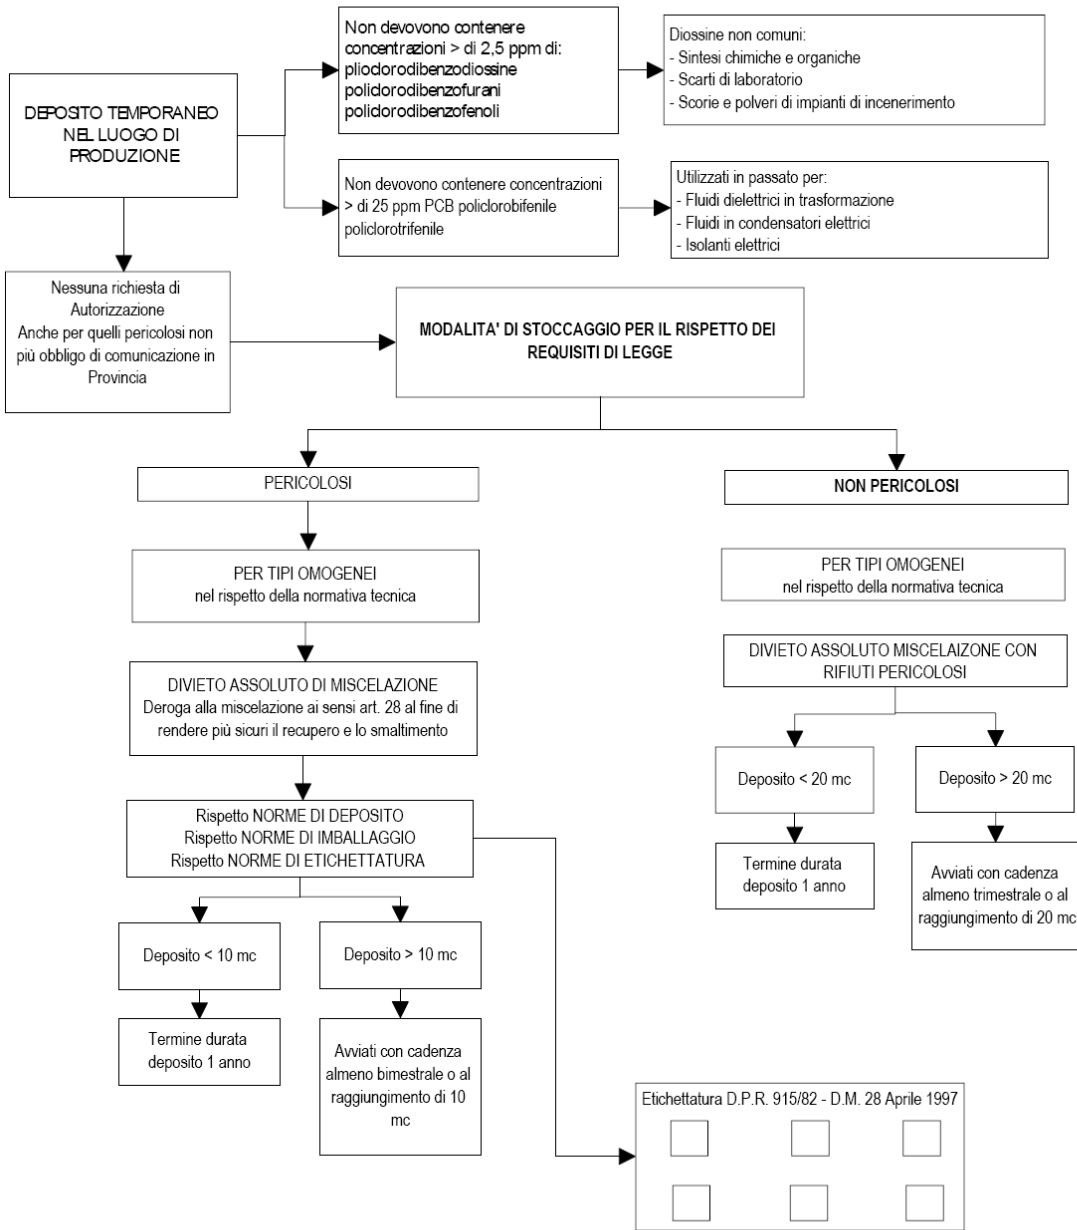 DEPOSITO TEMPORANEO
NEL LUOGO DI
PRODUZIONE
Non devovono contenere
concentrazioni > di 2,5 ppm di:
plioclorodibenzodiossine
policlorodibenzofurani
policlorodibenzofenoli
Diossine non comuni:
- Sintesi chimiche e organiche
- Scarti di laboratorio
- Scorie e polveri di impianti di incenerimento
Non devovono contenere concentrazioni
> di 25 ppm PCB policlorobifenile
policlorotrifenile
Utilizzati in passato per:
- Fluidi dielettrici in trasformazione
- Fluidi in condensatori elettrici
- Isolanti elettrici
Nessuna richiesta di
Autorizzazione
Anche per quelli pericolosi non
più obbligo di comunicazione in
Provincia
MODALITA' DI STOCCAGGIO PER IL RISPETTO DEI
REQUISITI DI LEGGE
PERICOLOSI
NON PERICOLOSI
PER TIPI OMOGENEI
nel rispetto della normativa tecnica
PER TIPI OMOGENEI
nel rispetto della normativa tecnica
DIVIETO ASSOLUTO DI MISCELAZIONE
Deroga alla miscelazione ai sensi art. 28 al fine di
rendere più sicuri il recupero e lo smaltimento
DIVIETO ASSOLUTO MISCELAIZONE CON
RIFIUTI PERICOLOSI
Rispetto NORME DI DEPOSITO
Rispetto NORME DI IMBALLAGGIO
Rispetto NORME DI ETICHETTATURA
Deposito < 20 mc
Deposito > 20 mc
Termine durata
deposito 1 anno
Avviati con cadenza
almeno trimestrale o al
raggiungimento di 20 mc
Deposito < 10 mc
Deposito > 10 mc
Termine durata
deposito 1 anno
Avviati con cadenza
almeno bimestrale o al
raggiungimento di 10
mc
Etichettatura D.P.R. 915/82 - D.M. 28 Aprile 1997